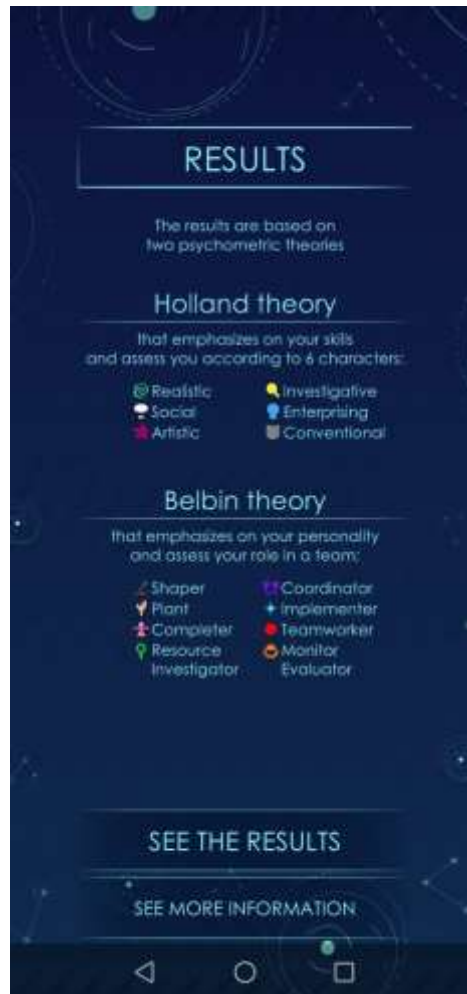 RESULTS
The results are based on
two psychometric theories
Holland theory
that emphasizes on your skills
and assess you according to 6 characters:
Realistic
Investigative
Social
Enterprising
Artistic
Conventional
Belbin theory
that emphasizes on your personality
and assess your role in a team:
Shaper
Coordinator
Plant
Implementer
Completer
Teamworker
Resource
Investigator
Monitor
Evaluator
SEE THE RESULTS
SEE MORE INFORMATION